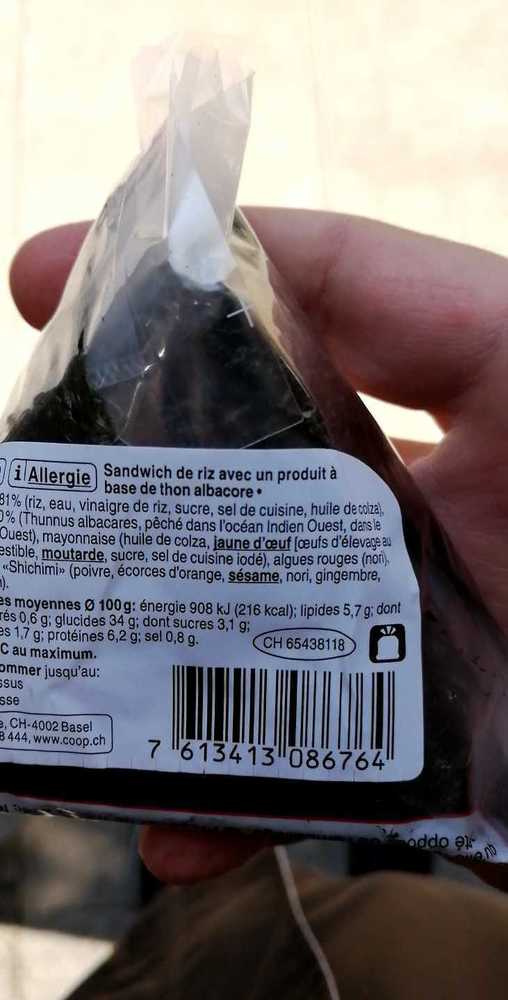 i Allergie Sandwich de riz avec un produit à
base de thon albacore •
81% (riz, eau, vinaigre de riz, sucre, sel de cuisine, huile de colza),
0% (Thunnus albacares, pêché dans l'océan Indien Ouest, dans le
Ouest), mayonnaise (huile de colza, jaune d'œuf [œufs d'élevage au
estible, moutarde, sucre, sel de cuisine iodé), algues rouges (nori).
«Shichimi» (poivre, écorces d'orange, sésame, nori, gingembre,
).
es moyennes Ø 100 g: énergie 908 kJ (216 kcal); lipides 5,7 g; dont
rés 0,6 g; glucides 34 g; dont sucres 3,1 g;
es 1,7 g; protéines 6,2 g; sel 0,8 g.
CH 65438118
C au maximum.
ommer jusqu'au:
ssus
sse
e, CH-4002 Basel
8 444, www.coop.ch
7 613413 086764